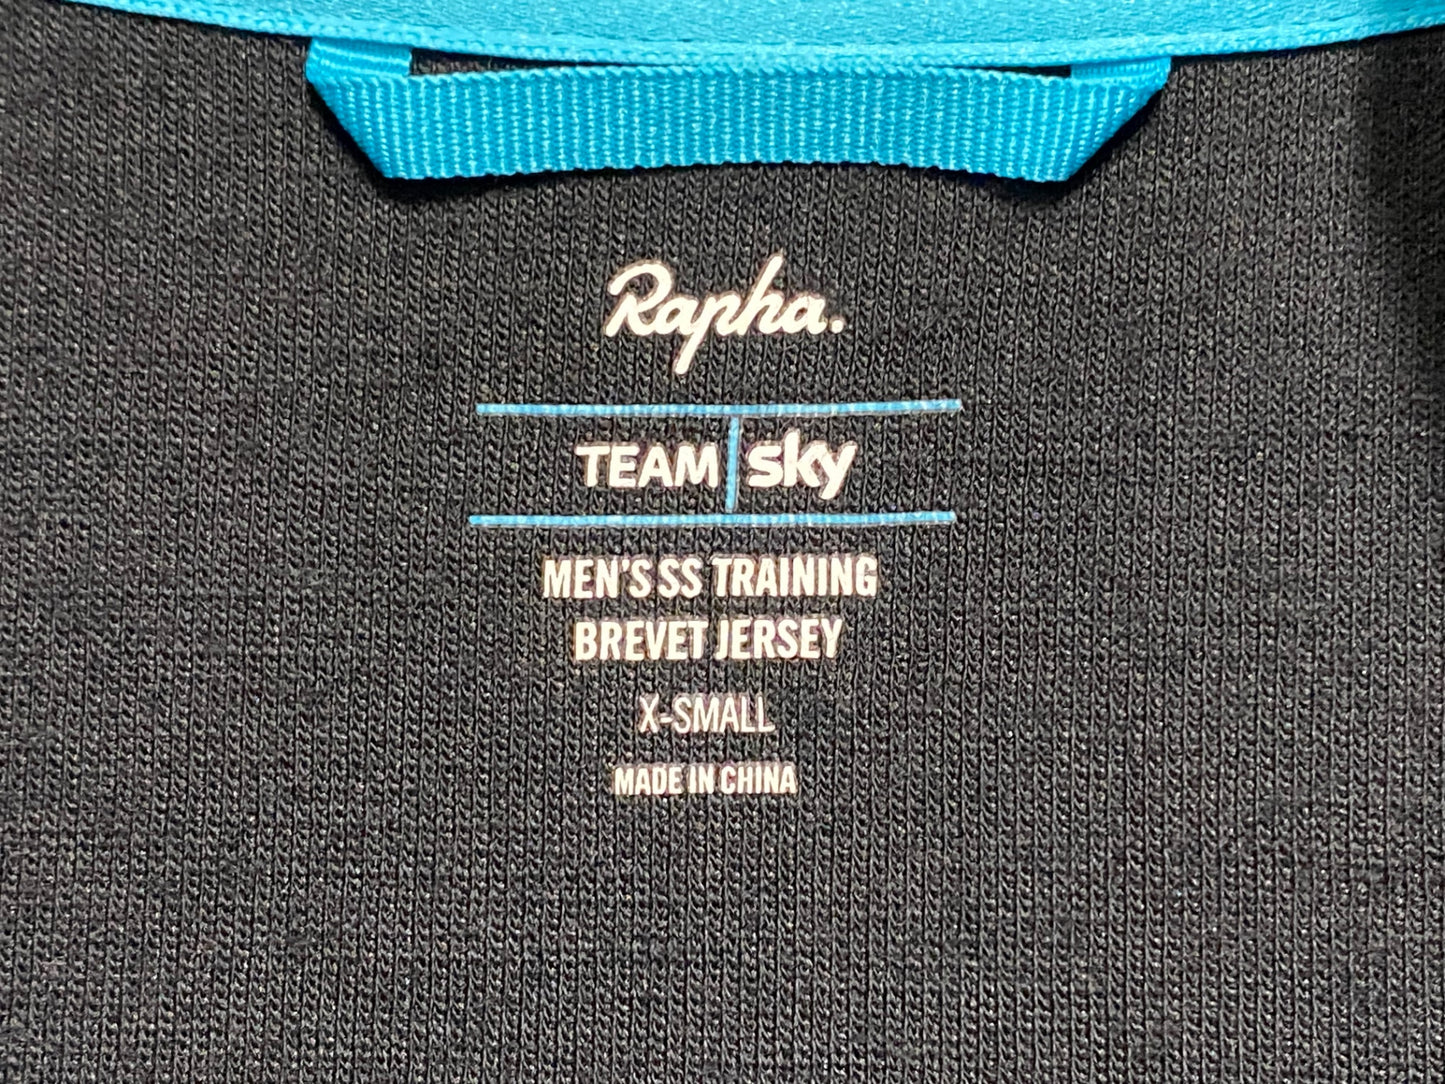 Rapha.
TEAM sky
MEN'S SS TRAINING
BREVET JERSEY
X-SMALL
MADE IN CHINA